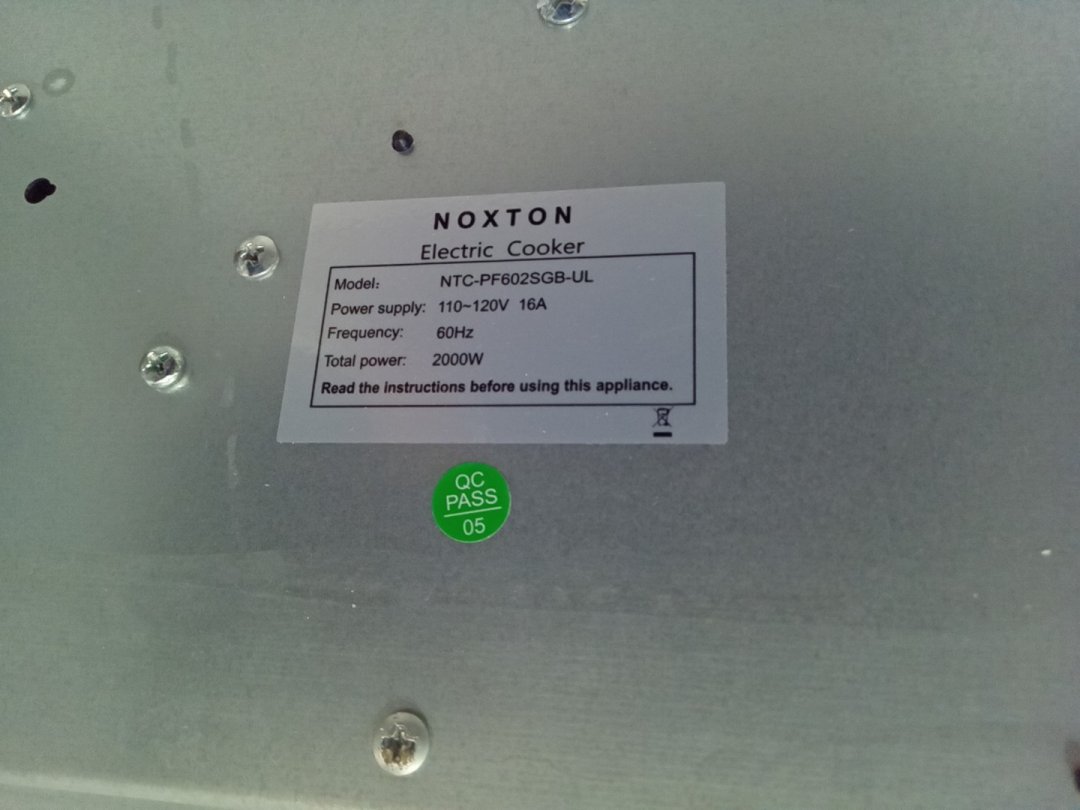 NOXTON
Electric Cooker
Model: NTC-PF602SGB-UL
Power supply: 110~120V 16A
Frequency: 60Hz
Total power: 2000W
Read the instructions before using this appliance.
QC
PASS
05